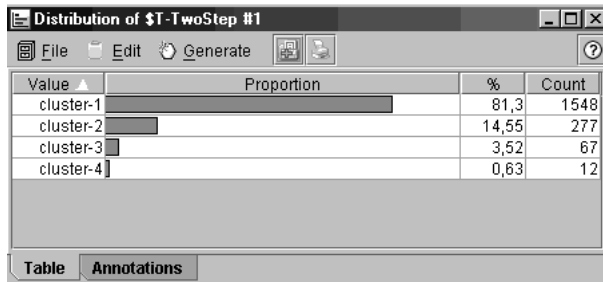 Distribution of $T-TwoStep #1
File Edit Generate ?
Value Proportion % Count
cluster-1 81,3 1548
cluster-2 14,55 277
cluster-3 3,52 67
cluster-4 0,63 12
Table Annotations